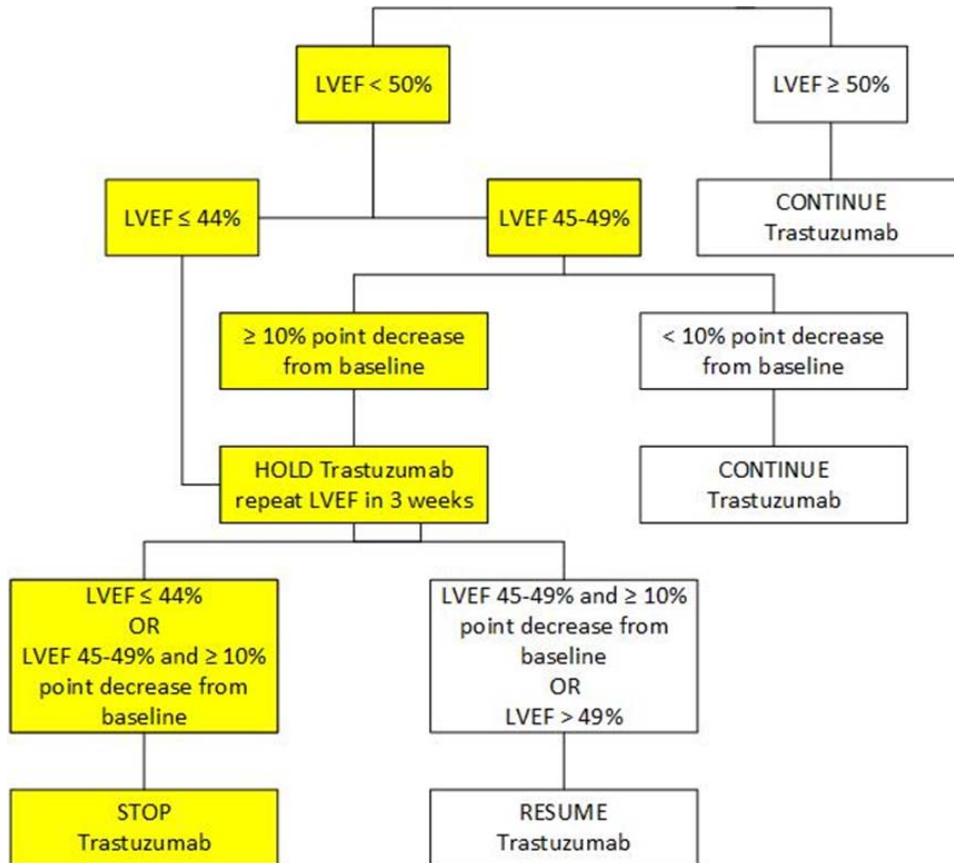 LVEF < 50%
LVEF ≥ 50%
LVEF ≤ 44%
LVEF 45-49%
CONTINUE
Trastuzumab
≥ 10% point decrease
from baseline
< 10% point decrease
from baseline
HOLD Trastuzumab
repeat LVEF in 3 weeks
CONTINUE
Trastuzumab
LVEF ≤ 44%
OR
LVEF 45-49% and ≥ 10%
point decrease from
baseline
LVEF 45-49% and ≥ 10%
point decrease from
baseline
OR
LVEF > 49%
STOP
Trastuzumab
RESUME
Trastuzumab